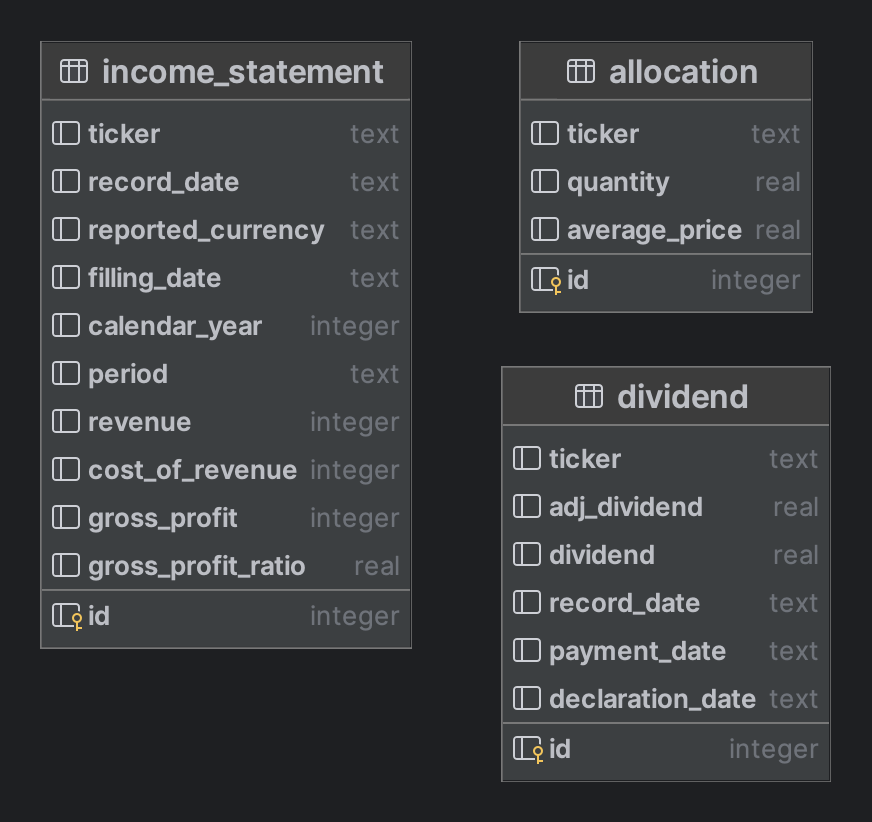 income_statement
ticker text
record_date text
reported_currency text
filling_date text
calendar_year integer
period text
revenue integer
cost_of_revenue integer
gross_profit integer
gross_profit_ratio real
id integer
allocation
ticker text
quantity real
average_price real
id integer
dividend
ticker text
adj_dividend real
dividend real
record_date text
payment_date text
declaration_date text
id integer